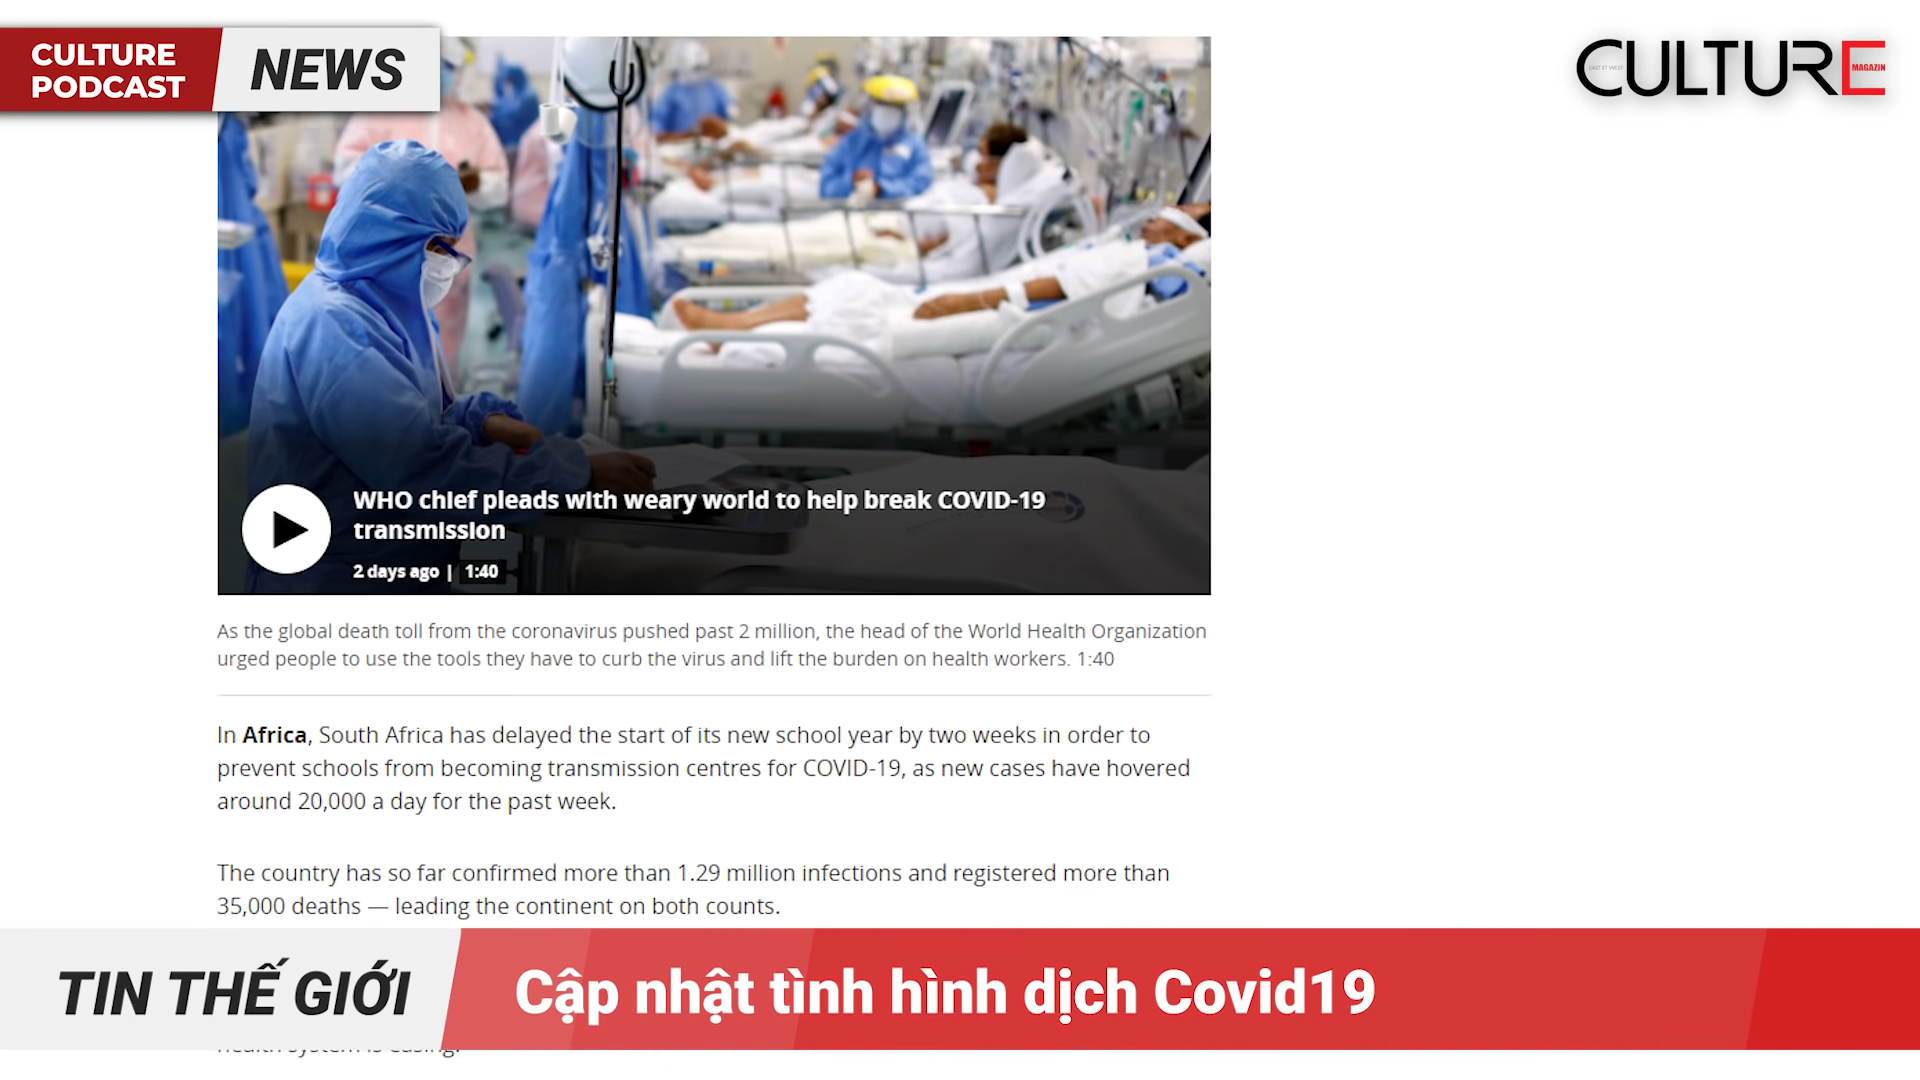 CULTURE
PODCAST
NEWS
CULTURE
MAGAZIN
WHO chief pleads with weary world to help break COVID-19
transmission
2 days ago | 1:40
As the global death toll from the coronavirus pushed past 2 million, the head of the World Health Organization
urged people to use the tools they have to curb the virus and lift the burden on health workers. 1:40
In Africa, South Africa has delayed the start of its new school year by two weeks in order to
prevent schools from becoming transmission centres for COVID-19, as new cases have hovered
around 20,000 a day for the past week.
The country has so far confirmed more than 1.29 million infections and registered more than
35,000 deaths — leading the continent on both counts.
TIN THẾ GIỚI
Cập nhật tình hình dịch Covid19